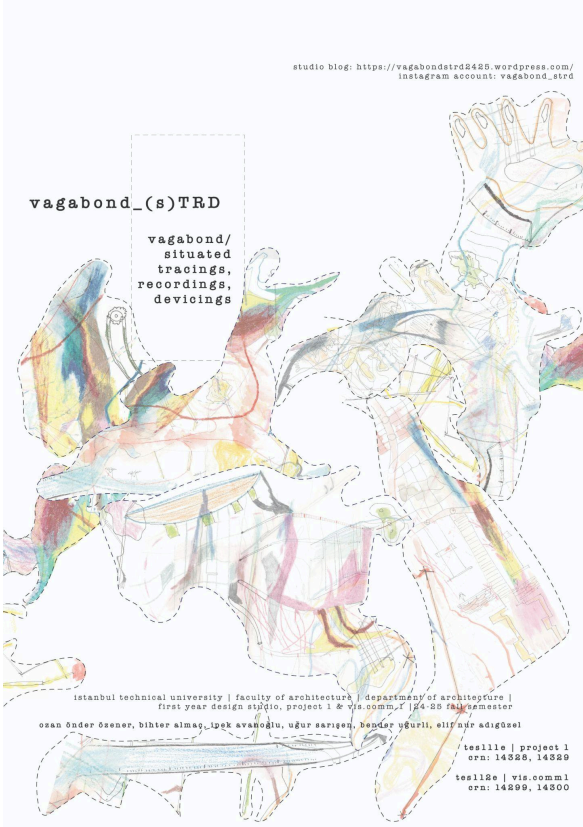 studio blog: https://vagabondstrd2425.wordpress.com/
instagram account: vagabond_strd
vagabond_(s)TRD
vagabond/
situated
tracings,
recordings,
devicings
istanbul technical university | faculty of architecture | department of architecture |
first year design studio, project 1 & vis.comm.1 |24-25 fall semester
ozan önder özener, bihter almaç, ipek avanoğlu, uğur sarışen, bender uğurli, elif nur adıgüzel
tes111e | project 1
crn: 14328, 14329
tes112e | vis.comm1
crn: 14299, 14300